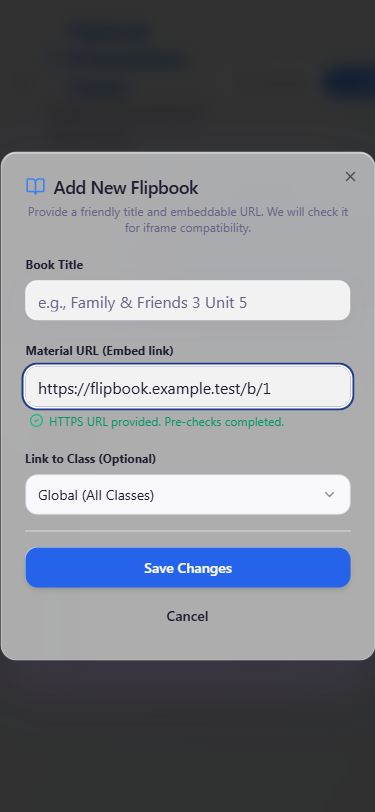 Add New Flipbook
Provide a friendly title and embeddable URL. We will check it
for iframe compatibility.
Book Title
e.g., Family & Friends 3 Unit 5
Material URL (Embed link)
https://flipbook.example.test/b/1
HTTPS URL provided. Pre-checks completed.
Link to Class (Optional)
Global (All Classes)
Save Changes
Cancel